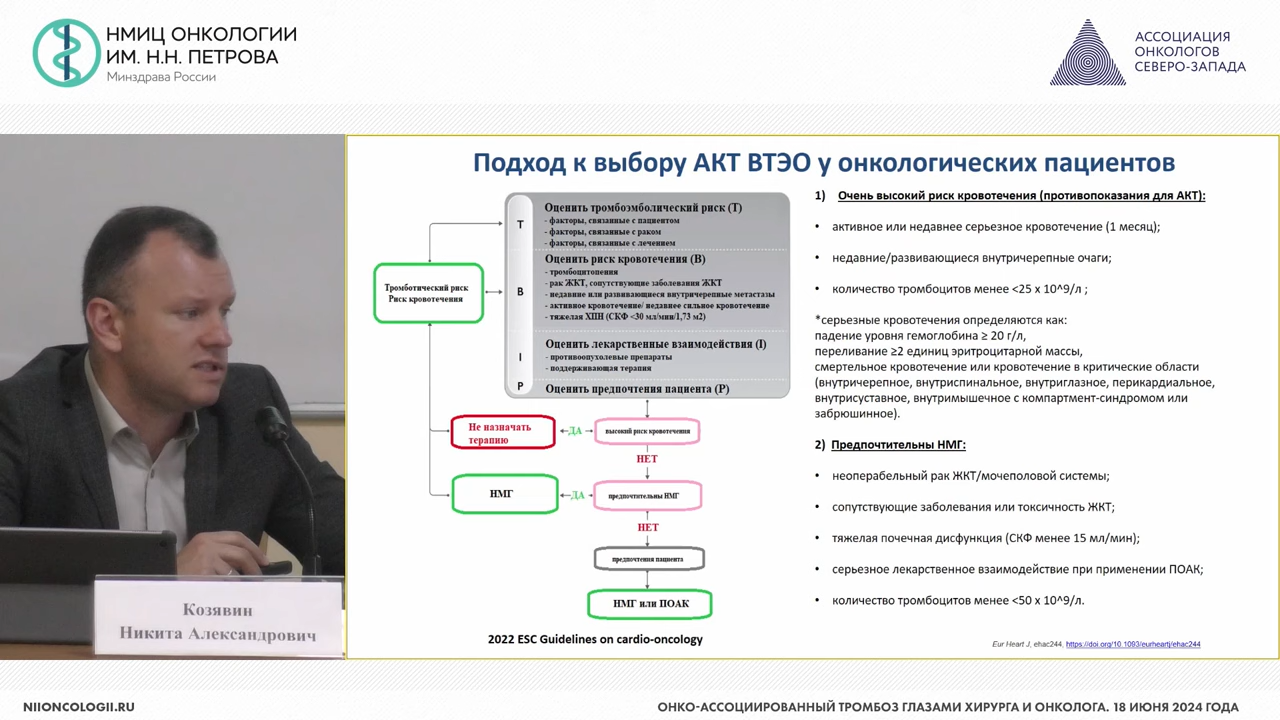 НМИЦ ОНКОЛОГИИ
ИМ. Н.Н. ПЕТРОВА
Минздрава России
АССОЦИАЦИЯ
ОНКОЛОГОВ
СЕВЕРО-ЗАПАДА
Подход к выбору АКТ ВТЭО у онкологических пациентов
Тромботический риск
Риск кровотечения
T
Оценить тромбоэмболический риск (Т)
- факторы, связанные с пациентом
- факторы, связанные с раком
- факторы, связанные с лечением
B
Оценить риск кровотечения (В)
- тромбоцитопения
- рак ЖКТ, сопутствующие заболевания ЖКТ
- недавние или развивающиеся внутричерепные метастазы
- активное кровотечение/ недавнее сильное кровотечение
- тяжелая ХПН (СКФ <30 мл/мин/1,73 м2)
I
Оценить лекарственные взаимодействия (I)
- противоопухолевые препараты
- поддерживающая терапия
P
Оценить предпочтения пациента (Р)
Не назначать
терапию
ДА
высокий риск кровотечения
НЕТ
НМГ
ДА
предпочтительны НМГ
НЕТ
предпочтения пациента
НМГ или ПОАК
2022 ESC Guidelines on cardio-oncology
1) Очень высокий риск кровотечения (противопоказания для АКТ):
• активное или недавнее серьезное кровотечение (1 месяц);
• недавние/развивающиеся внутричерепные очаги;
• количество тромбоцитов менее <25 х 10^9/л ;
*серьезные кровотечения определяются как:
падение уровня гемоглобина ≥ 20 г/л,
переливание ≥2 единиц эритроцитарной массы,
смертельное кровотечение или кровотечение в критические области
(внутричерепное, внутриспинальное, внутриглазное, перикардиальное,
внутрисуставное, внутримышечное с компартмент-синдромом или
забрюшинное).
2) Предпочтительны НМГ:
• неоперабельный рак ЖКТ/мочеполовой системы;
• сопутствующие заболевания или токсичность ЖКТ;
• тяжелая почечная дисфункция (СКФ менее 15 мл/мин);
• серьезное лекарственное взаимодействие при применении ПОАК;
• количество тромбоцитов менее <50 х 10^9/л.
Eur Heart J, ehac244, https://doi.org/10.1093/eurheartj/ehac244
Козявин
Никита Александрович
NIIONCOLOGII.RU
ОНКО-АССОЦИИРОВАННЫЙ ТРОМБОЗ ГЛАЗАМИ ХИРУРГА И ОНКОЛОГА. 18 ИЮНЯ 2024 ГОДА